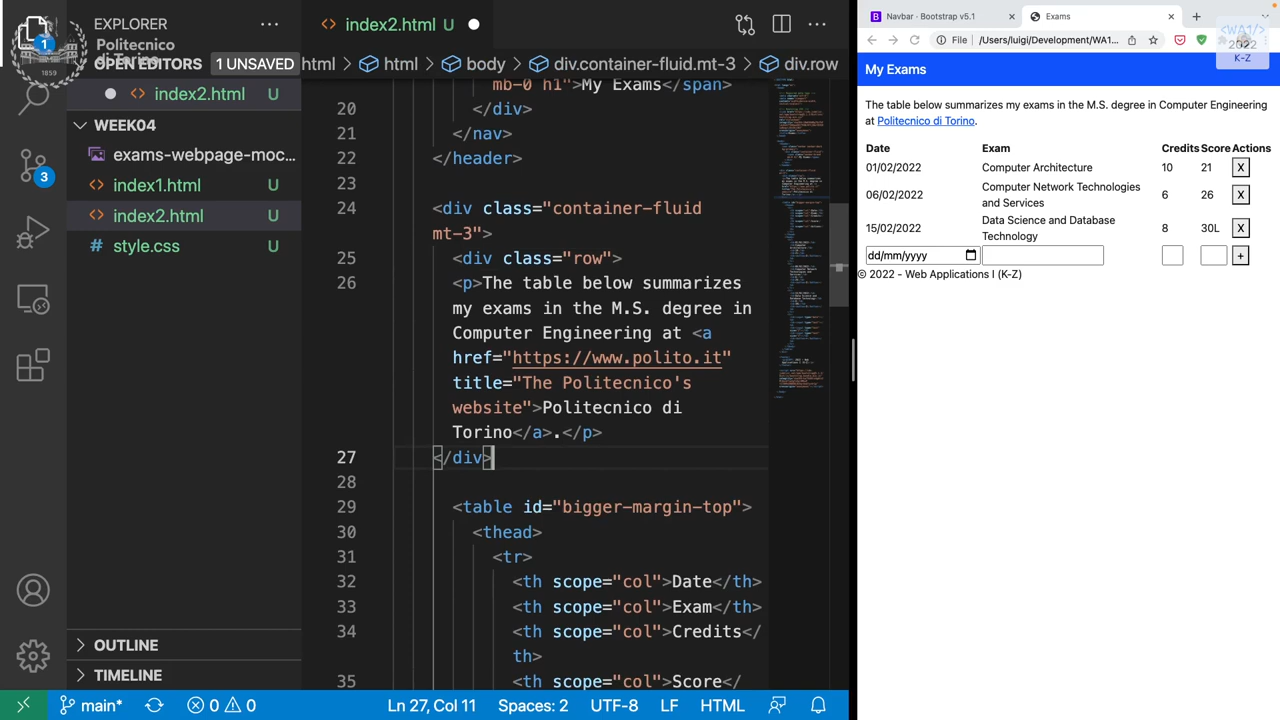 EXPLORER
Politecnico
di Torino
1859
1
OPEN EDITORS
1 UNSAVED
<> index2.html U
WEEK04
exams-webpage-moc...
<> index1.html U
<> index2.html U
# style.css U
3
OUTLINE
TIMELINE
<> index2.html U
html > html > body > div.container-fluid.mt-3 > div.row
mb-0 h1">My Exams</span>
20 </div>
21 </nav>
22 </header>
23
24 <div class="container-fluid
mt-3">
25 <div class="row">
26 <p>The table below summarizes
my exams in the M.S. degree in
Computer Engineering at <a
href="https://www.polito.it"
title="The Politecnico's
website">Politecnico di
Torino</a>.</p>
27 </div>
28
29 <table id="bigger-margin-top">
30 <thead>
31 <tr>
32 <th scope="col">Date</th>
33 <th scope="col">Exam</th>
34 <th scope="col">Credits</
th>
35 <th scope="col">Score</
main* 0 0 Ln 27, Col 11 Spaces: 2 UTF-8 LF HTML
B Navbar · Bootstrap v5.1
Exams
File /Users/luigi/Development/WA1...
<WA1/>
2022
K-Z
My Exams
The table below summarizes my exams in the M.S. degree in Computer Engineering
at Politecnico di Torino.
Date Exam Credits Score Actions
01/02/2022 Computer Architecture 10 21 X
06/02/2022 Computer Network Technologies
and Services 6 26 X
15/02/2022 Data Science and Database
Technology 8 30L X
dd/mm/yyyy +
© 2022 - Web Applications I (K-Z)